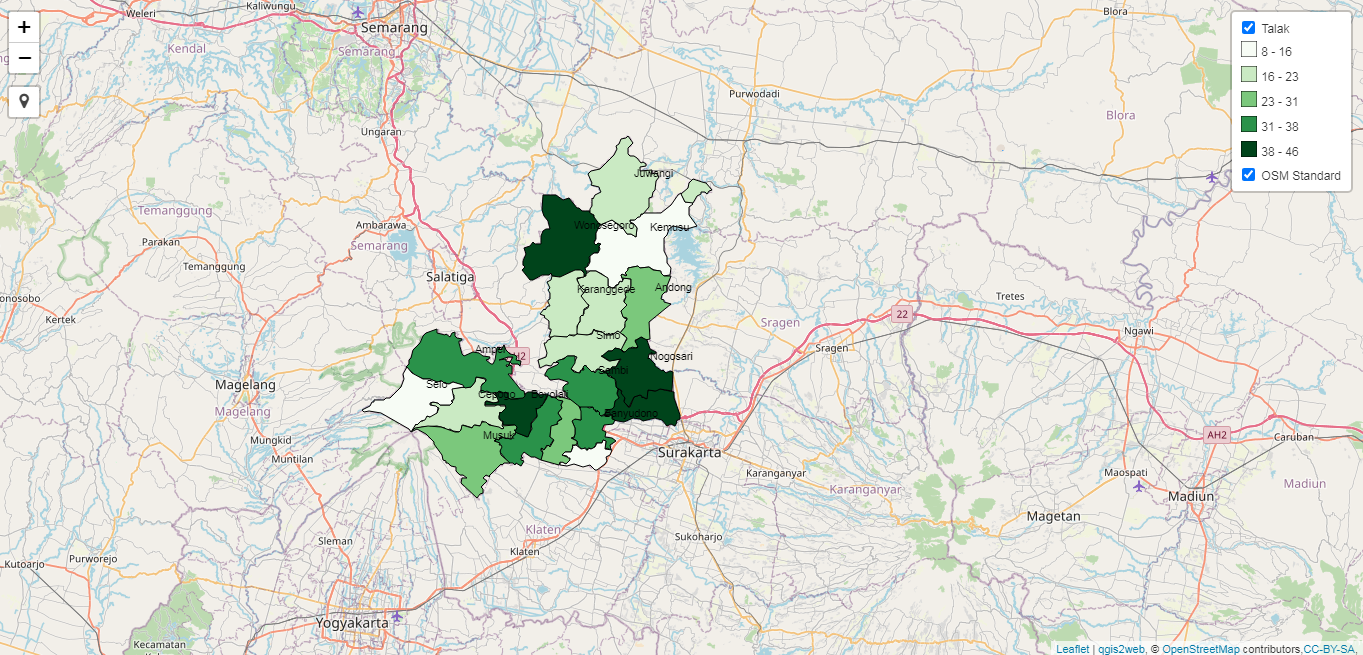 Weleri
Kaliwungu
Semarang
Kendal
Semarang
Ungaran
Purwodadi
Blora
Blora
+
−
Talak
8 - 16
16 - 23
23 - 31
31 - 38
38 - 46
OSM Standard
Juwangi
Temanggung
Parakan
Ambarawa
Semarang
Wonosegoro
Kemusu
Temanggung
Salatiga
Karanggede
Andong
onosobo
Kertek
Tretes
22
Sragen
Sragen
Ngawi
Simo
Ampel
Nogosari
Sambi
Magelang
Magelang
Selo
Cepogo
Boyolali
Banyudono
Musuk
Mungkid
Muntilan
Surakarta
Karanganyar
Karanganyar
AH2
Caruban
Maospati
Madiun
Madiun
Magetan
Klaten
Klaten
Sukoharjo
Sleman
Purworejo
Kutoarjo
Yogyakarta
Kecamatan
Leaflet | qgis2web, © OpenStreetMap contributors,CC-BY-SA,